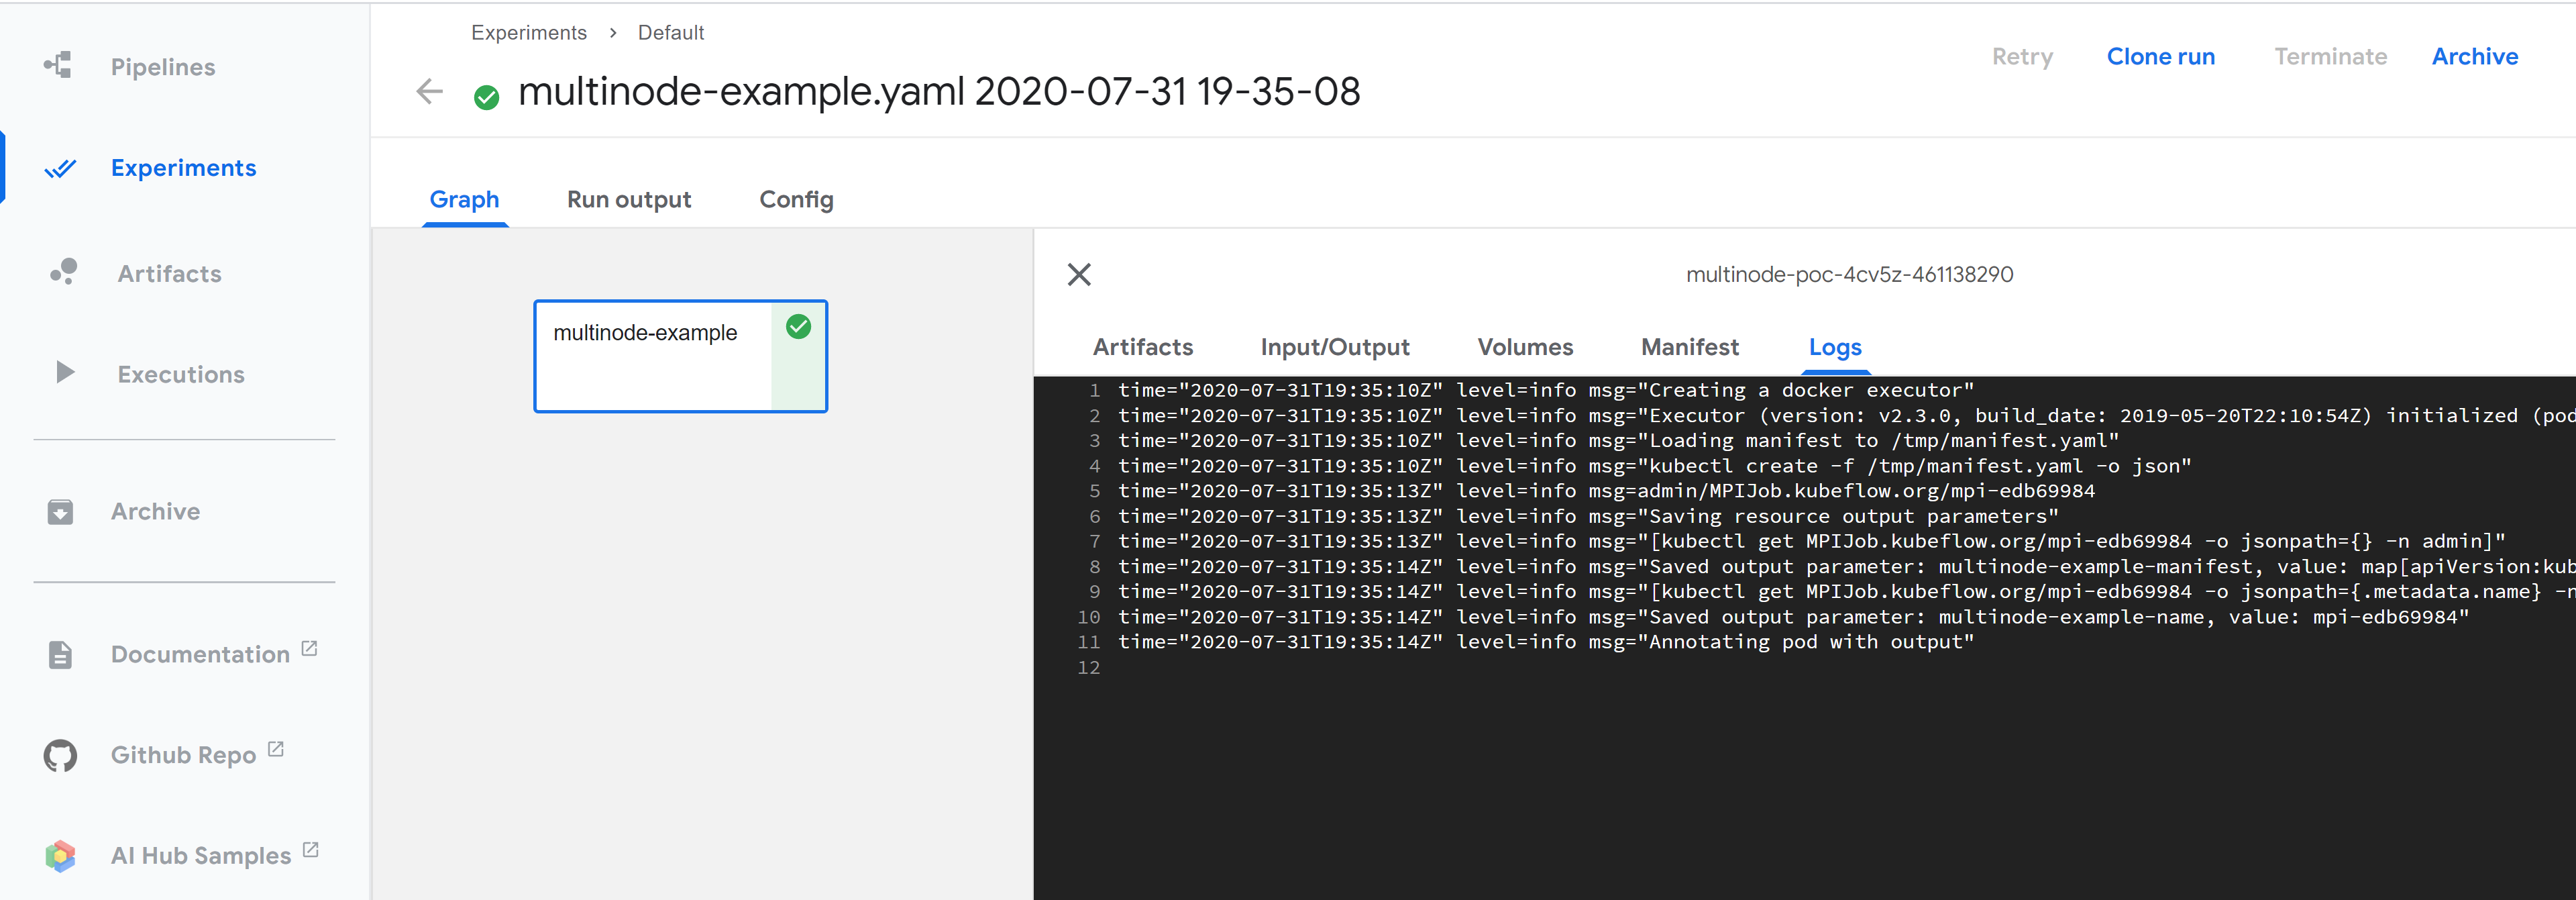 Pipelines
Experiments
Artifacts
Executions
Archive
Documentation
Github Repo
AI Hub Samples
Experiments > Default
multinode-example.yaml 2020-07-31 19-35-08
Retry Clone run Terminate Archive
Graph Run output Config
multinode-example
multinode-poc-4cv5z-461138290
Artifacts Input/Output Volumes Manifest Logs
1 time="2020-07-31T19:35:10Z" level=info msg="Creating a docker executor"
2 time="2020-07-31T19:35:10Z" level=info msg="Executor (version: v2.3.0, build_date: 2019-05-20T22:10:54Z) initialized (pod
3 time="2020-07-31T19:35:10Z" level=info msg="Loading manifest to /tmp/manifest.yaml"
4 time="2020-07-31T19:35:10Z" level=info msg="kubectl create -f /tmp/manifest.yaml -o json"
5 time="2020-07-31T19:35:13Z" level=info msg=admin/MPIJob.kubeflow.org/mpi-edb69984
6 time="2020-07-31T19:35:13Z" level=info msg="Saving resource output parameters"
7 time="2020-07-31T19:35:13Z" level=info msg="[kubectl get MPIJob.kubeflow.org/mpi-edb69984 -o jsonpath={} -n admin]"
8 time="2020-07-31T19:35:14Z" level=info msg="Saved output parameter: multinode-example-manifest, value: map[apiVersion:kub
9 time="2020-07-31T19:35:14Z" level=info msg="[kubectl get MPIJob.kubeflow.org/mpi-edb69984 -o jsonpath={.metadata.name} -n
10 time="2020-07-31T19:35:14Z" level=info msg="Saved output parameter: multinode-example-name, value: mpi-edb69984"
11 time="2020-07-31T19:35:14Z" level=info msg="Annotating pod with output"
12